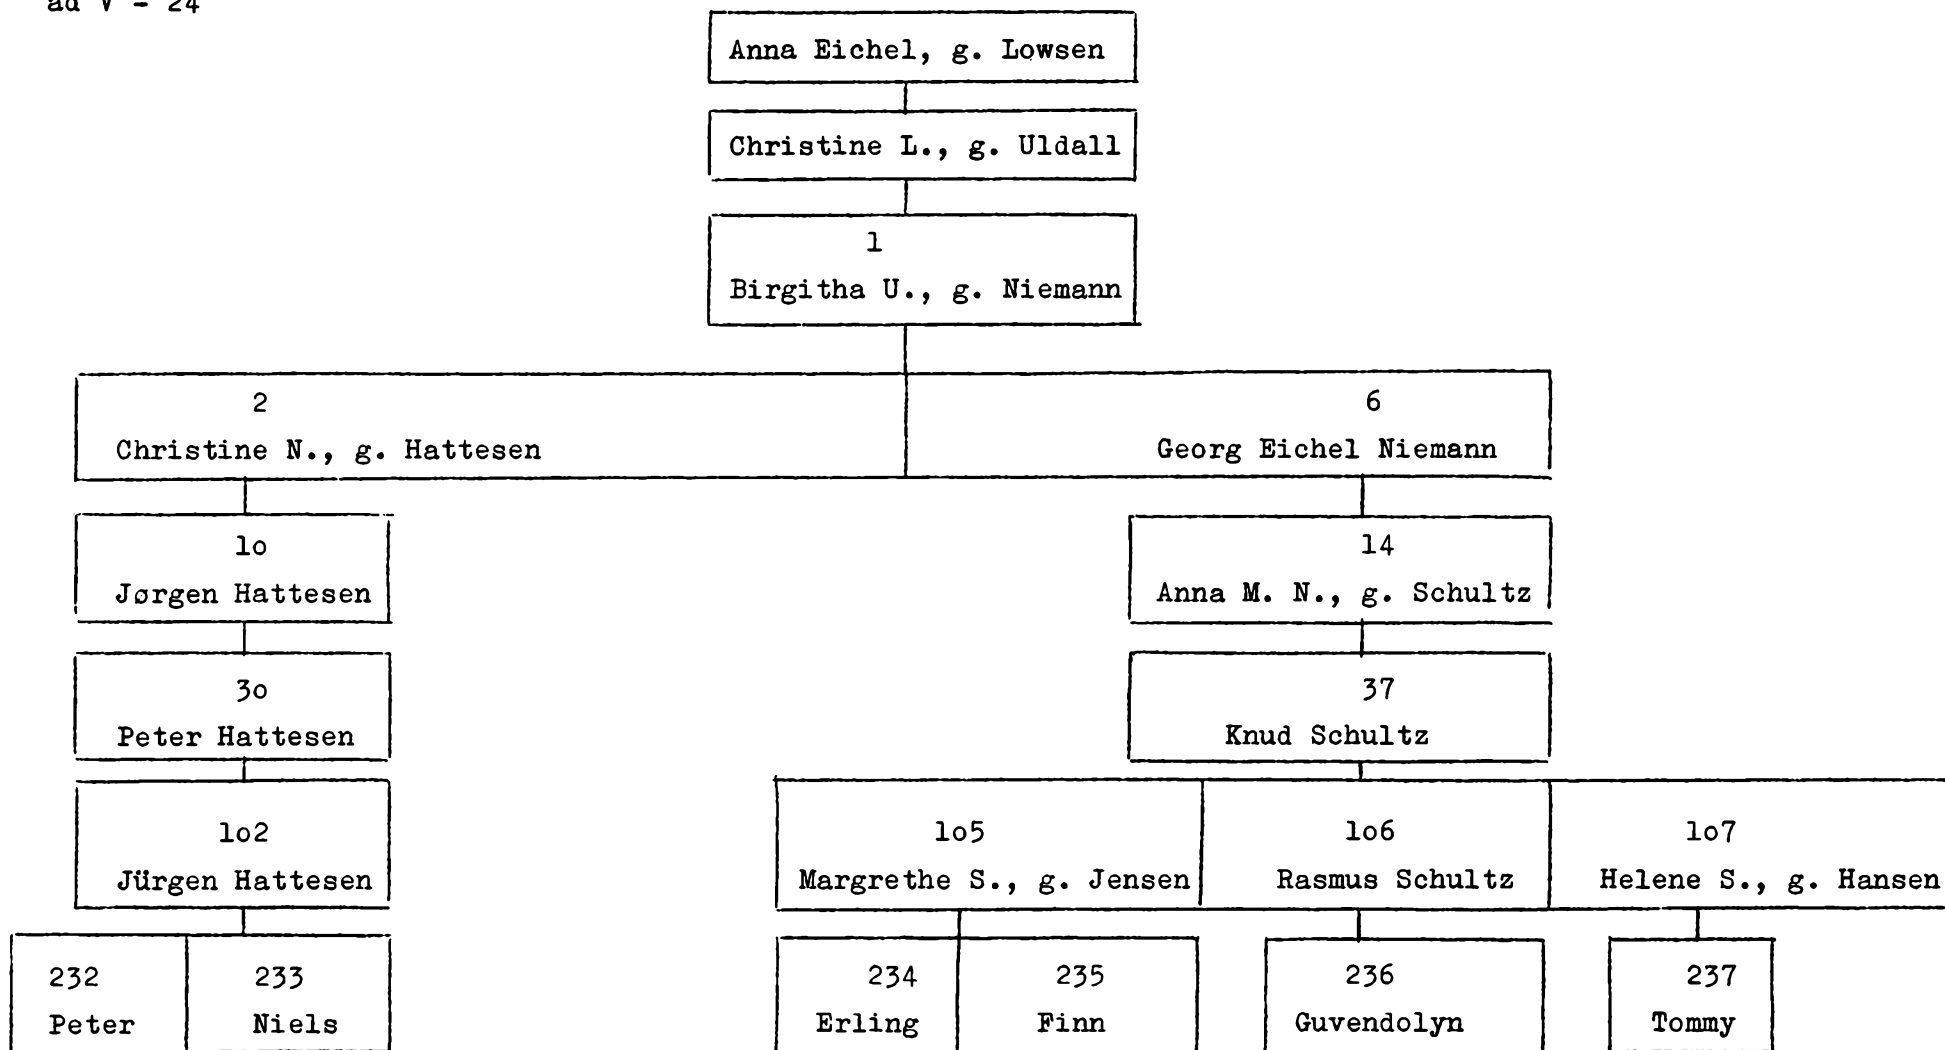 ad V - 24
Anna Eichel, g. Lowsen
Christine L., g. Uldall
1
Birgitha U., g. Niemann
2 6
Christine N., g. Hattesen Georg Eichel Niemann
1o 14
Jørgen Hattesen Anna M. N., g. Schultz
3o 37
Peter Hattesen Knud Schultz
1o2 1o5 1o6 1o7
Jürgen Hattesen Margrethe S., g. Jensen Rasmus Schultz Helene S., g. Hansen
232 233 234 235 236 237
Peter Niels Erling Finn Guvendolyn Tommy